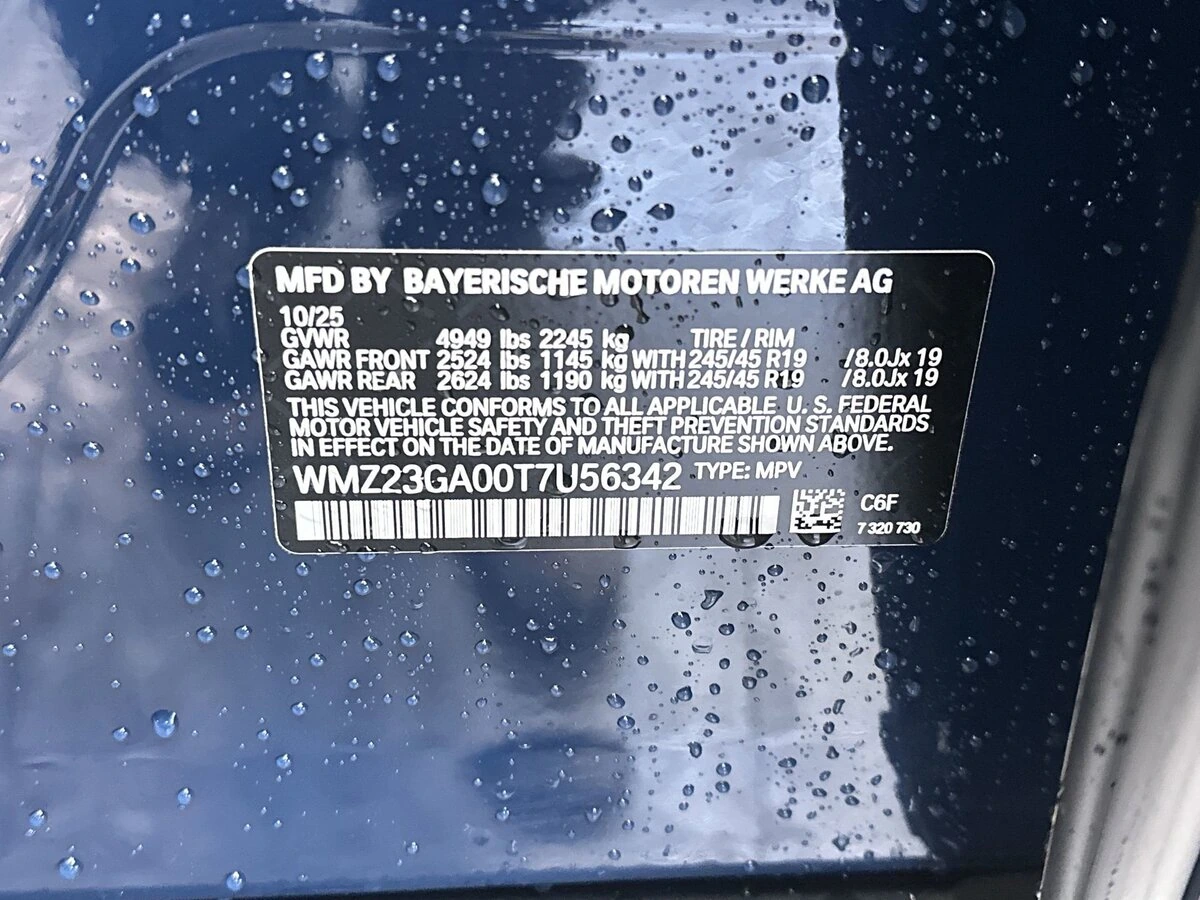 MFD BY BAYERISCHE MOTOREN WERKE AG
10/25
GVWR 4949 lbs 2245 kg TIRE / RIM
GAWR FRONT 2524 lbs 1145 kg WITH 245/45 R19 /8.0Jx 19
GAWR REAR 2624 lbs 1190 kg WITH 245/45 R19 /8.0Jx 19
THIS VEHICLE CONFORMS TO ALL APPLICABLE U. S. FEDERAL
MOTOR VEHICLE SAFETY AND THEFT PREVENTION STANDARDS
IN EFFECT ON THE DATE OF MANUFACTURE SHOWN ABOVE.
WMZ23GA00T7U56342 TYPE: MPV
C6F
7 320 730